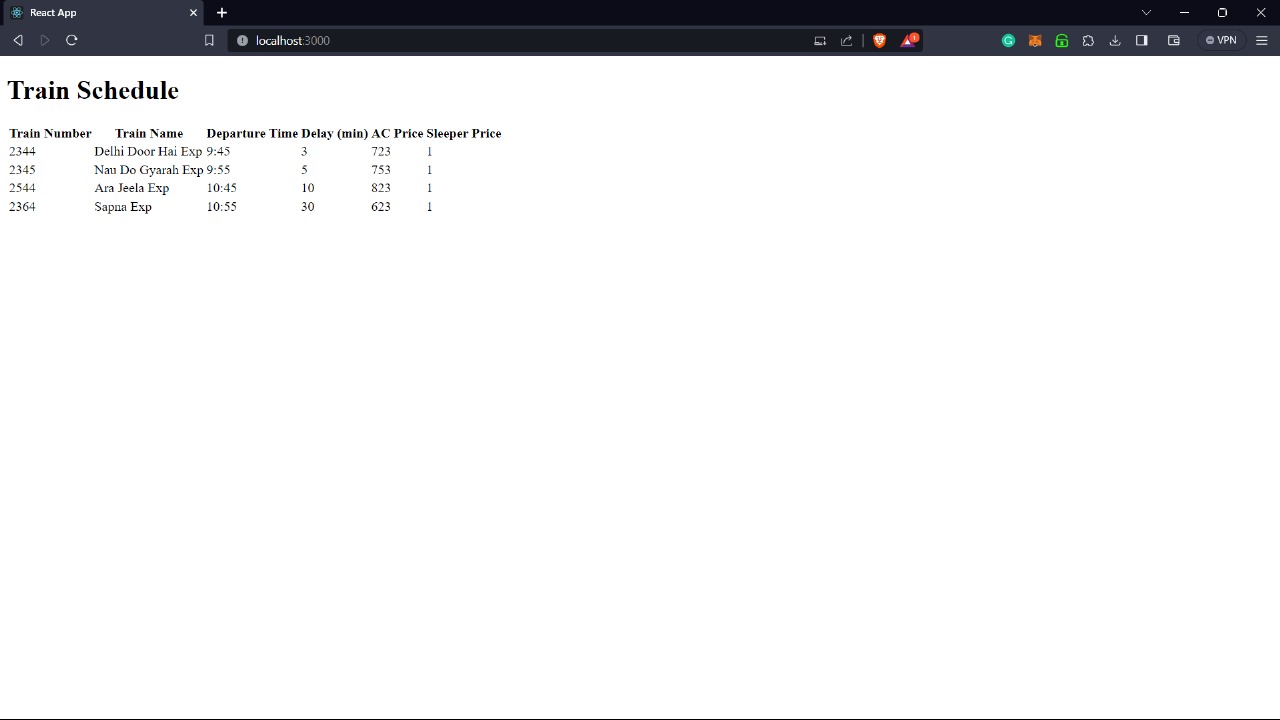 React App
localhost:3000
1
VPN
Train Schedule
Train Number Train Name Departure Time Delay (min) AC Price Sleeper Price
2344 Delhi Door Hai Exp 9:45 3 723 1
2345 Nau Do Gyarah Exp 9:55 5 753 1
2544 Ara Jeela Exp 10:45 10 823 1
2364 Sapna Exp 10:55 30 623 1